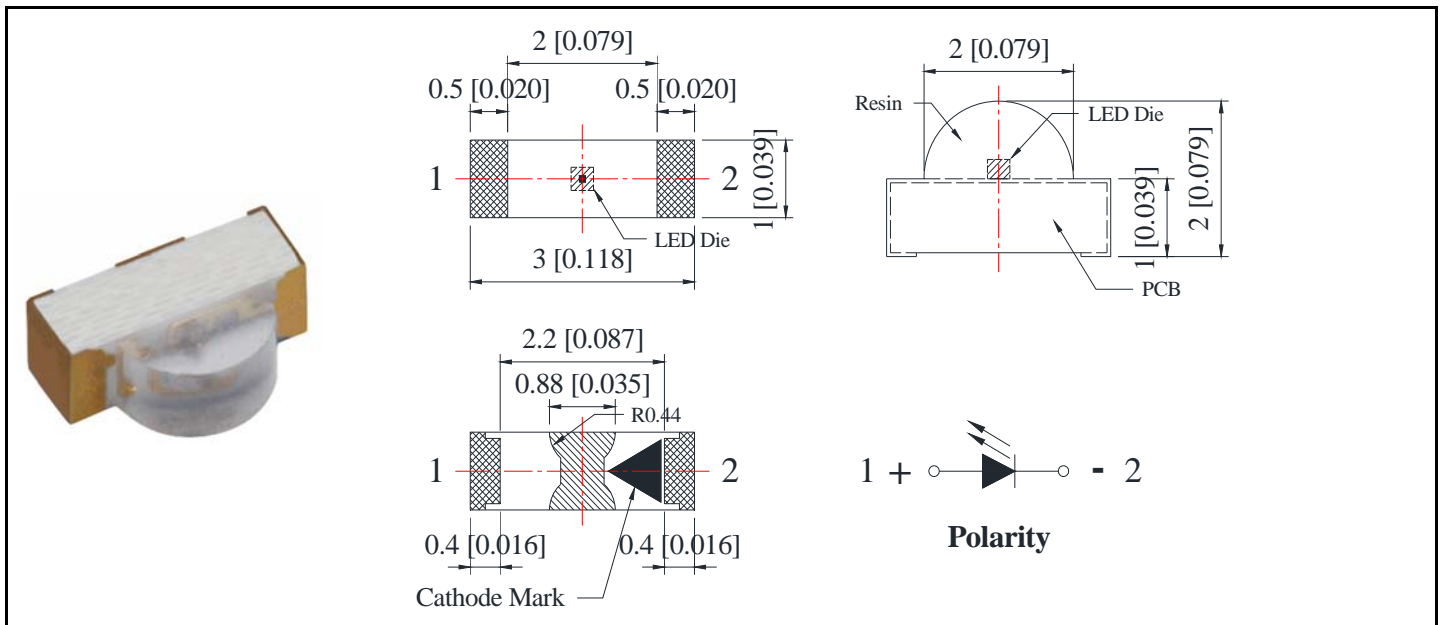 2 [0.079]
0.5 [0.020] 0.5 [0.020]
1 2
1 [0.039]
LED Die
3 [0.118]
2 [0.079]
Resin
LED Die
2 [0.079]
1 [0.039]
PCB
2.2 [0.087]
0.88 [0.035]
R0.44
1 2
0.4 [0.016] 0.4 [0.016]
Cathode Mark
1 + - 2
Polarity